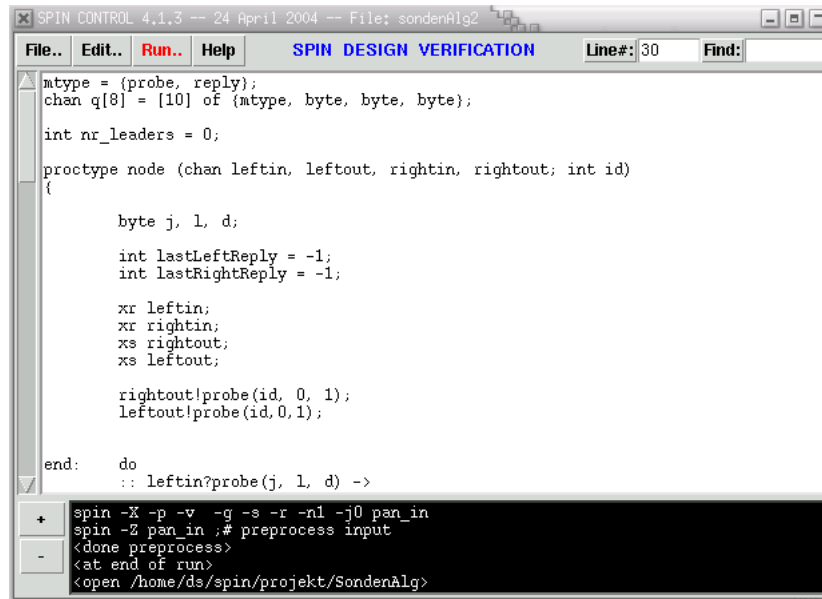 SPIN CONTROL 4.1.3 -- 24 April 2004 -- File: sondenAlg2
File.. Edit.. Run.. Help SPIN DESIGN VERIFICATION Line#: 30 Find:
mtype = {probe, reply};
chan q[8] = [10] of {mtype, byte, byte, byte};
int nr_leaders = 0;
proctype node (chan leftin, leftout, rightin, rightout; int id)
{
byte j, l, d;
int lastLeftReply = -1;
int lastRightReply = -1;
xr leftin;
xr rightin;
xs rightout;
xs leftout;
rightout!probe(id, 0, 1);
leftout!probe(id,0,1);
end: do
:: leftin?probe(j, l, d) ->
+
spin -X -p -v -g -s -r -n1 -j0 pan_in
spin -Z pan_in ;# preprocess input
<done preprocess>
-
<at end of run>
<open /home/ds/spin/projekt/SondenAlg>